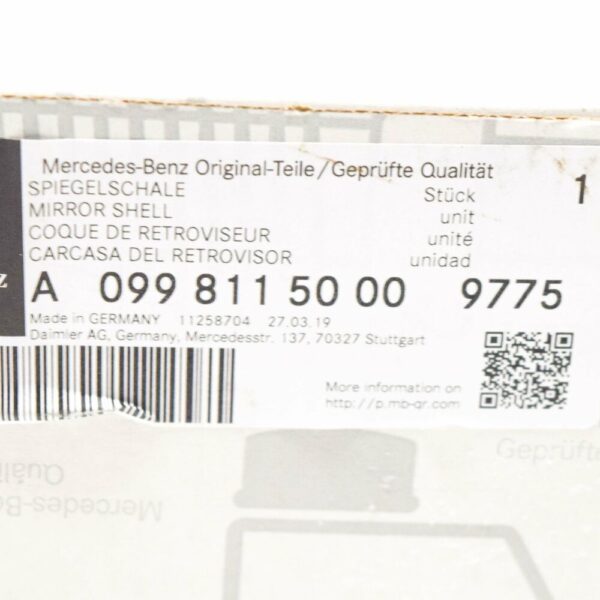 Mercedes-Benz Original-Teile/Geprüfte Qualität
SPIEGELSCHALE Stück 1
MIRROR SHELL unit
COQUE DE RETROVISEUR unité
CARCASA DEL RETROVISOR unidad
A 099 811 50 00 9775
Made in GERMANY 11258704 27.03.19
Daimler AG, Germany, Mercedesstr. 137, 70327 Stuttgart
More information on
http://p.mb-qr.com
Geprüfte